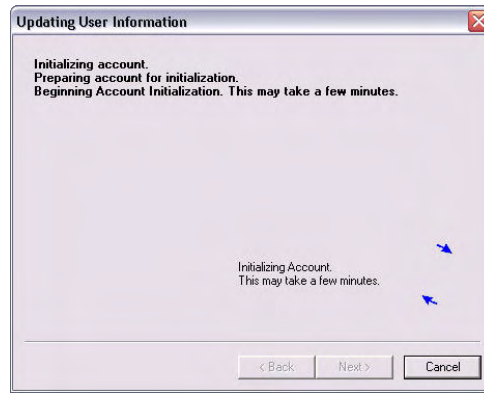 Updating User Information
Initializing account.
Preparing account for initialization.
Beginning Account Initialization. This may take a few minutes.
Initializing Account.
This may take a few minutes.
< Back
Next >
Cancel